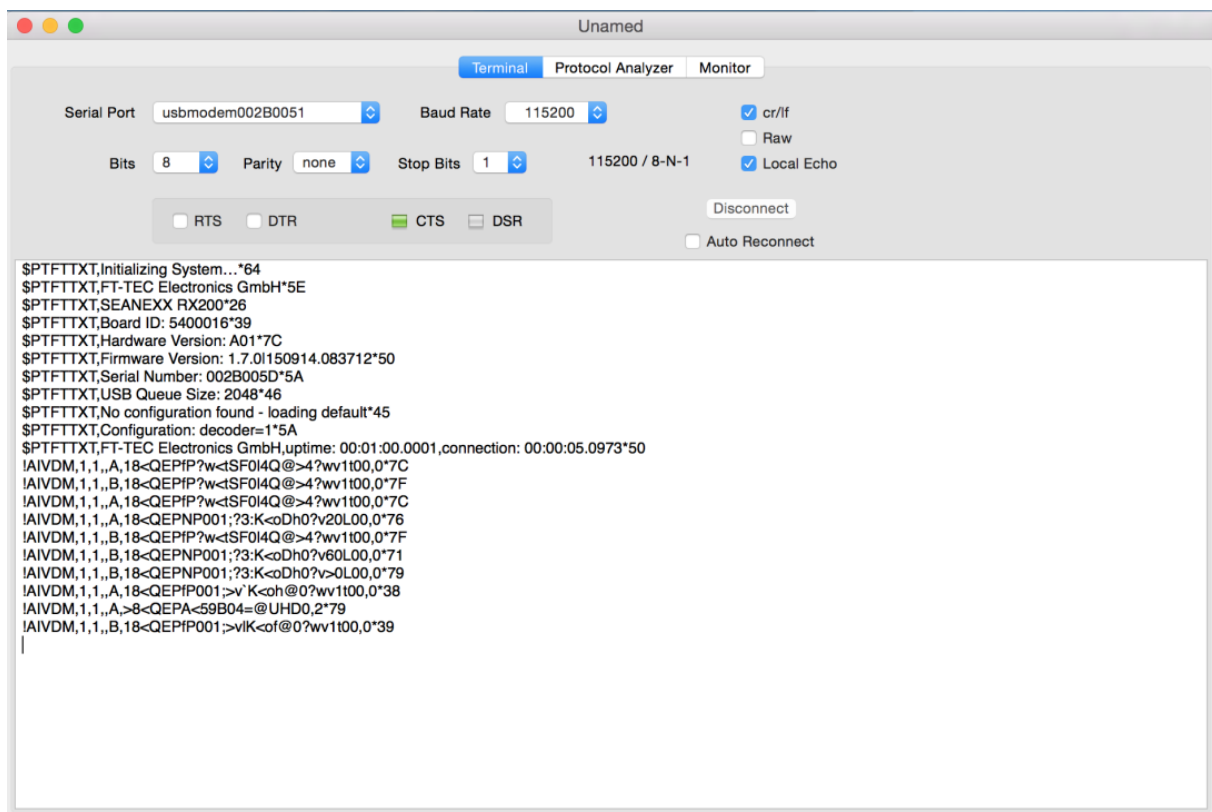 Unamed
Terminal Protocol Analyzer Monitor
Serial Port usbmodem002B0051 Baud Rate 115200 cr/lf
Raw
Bits 8 Parity none Stop Bits 1 115200 / 8-N-1 Local Echo
Disconnect
RTS DTR CTS DSR
Auto Reconnect
$PTFTTXT,Initializing System...*64
$PTFTTXT,FT-TEC Electronics GmbH*5E
$PTFTTXT,SEANEXX RX200*26
$PTFTTXT,Board ID: 5400016*39
$PTFTTXT,Hardware Version: A01*7C
$PTFTTXT,Firmware Version: 1.7.0|150914.083712*50
$PTFTTXT,Serial Number: 002B005D*5A
$PTFTTXT,USB Queue Size: 2048*46
$PTFTTXT,No configuration found - loading default*45
$PTFTTXT,Configuration: decoder=1*5A
$PTFTTXT,FT-TEC Electronics GmbH,uptime: 00:01:00.0001,connection: 00:00:05.0973*50
!AIVDM,1,1,,A,18<QEPfP?w<tSF0l4Q@>4?wv1t00,0*7C
!AIVDM,1,1,,B,18<QEPfP?w<tSF0l4Q@>4?wv1t00,0*7F
!AIVDM,1,1,,A,18<QEPfP?w<tSF0l4Q@>4?wv1t00,0*7C
!AIVDM,1,1,,A,18<QEPNP001;?3:K<oDh0?v20L00,0*76
!AIVDM,1,1,,B,18<QEPfP?w<tSF0l4Q@>4?wv1t00,0*7F
!AIVDM,1,1,,B,18<QEPNP001;?3:K<oDh0?v60L00,0*71
!AIVDM,1,1,,B,18<QEPNP001;?3:K<oDh0?v>0L00,0*79
!AIVDM,1,1,,A,18<QEPfP001;>v`K<oh@0?wv1t00,0*38
!AIVDM,1,1,,A,>8<QEPA<59B04=@UHD0,2*79
!AIVDM,1,1,,B,18<QEPfP001;>vlK<of@0?wv1t00,0*39